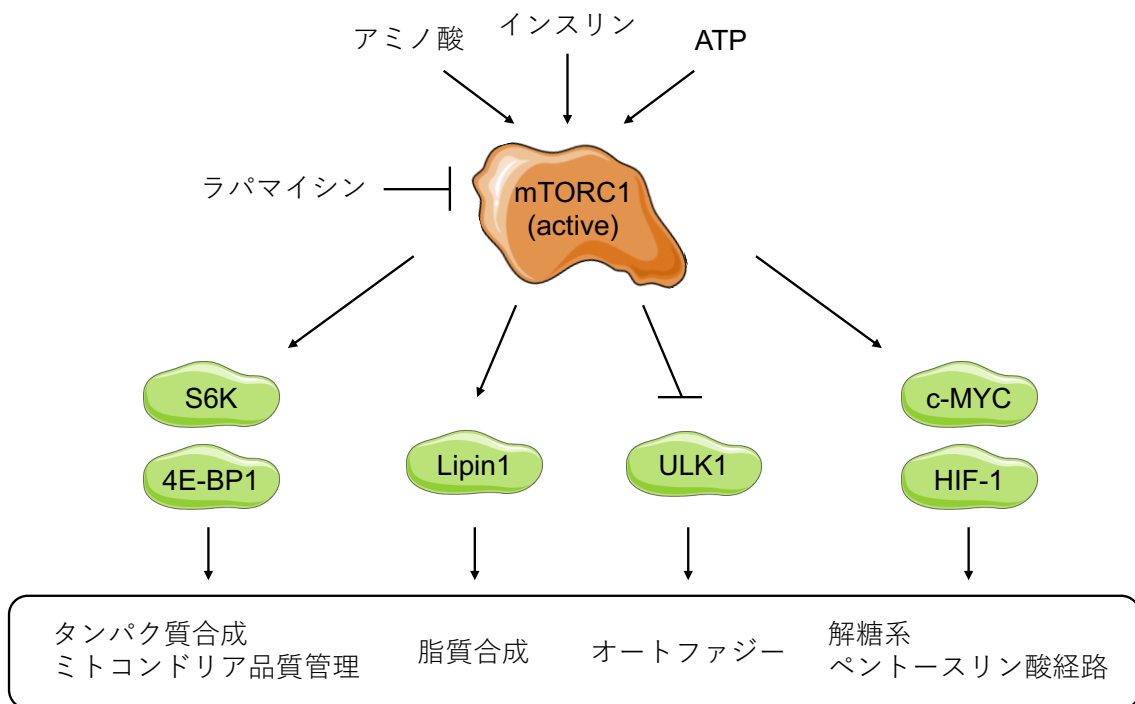 アミノ酸
インスリン
ATP
ラパマイシン
mTORC1
(active)
S6K
4E-BP1
Lipin1
ULK1
c-MYC
HIF-1
タンパク質合成
ミトコンドリア品質管理
脂質合成
オートファジー
解糖系
ペントースリン酸経路